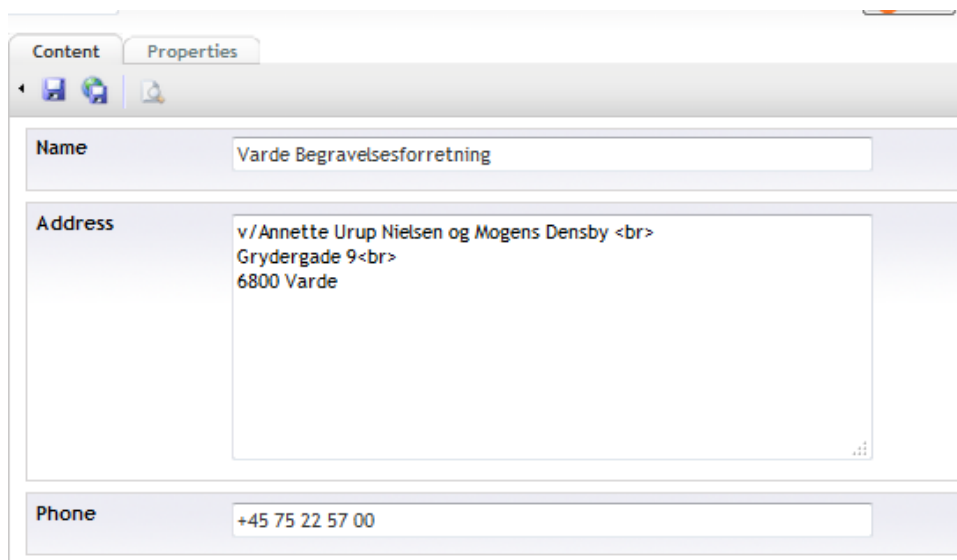 Content Properties
Name Varde Begravelsesforretning
Address v/Annette Urup Nielsen og Mogens Densby <br>
Grydergade 9<br>
6800 Varde
Phone +45 75 22 57 00